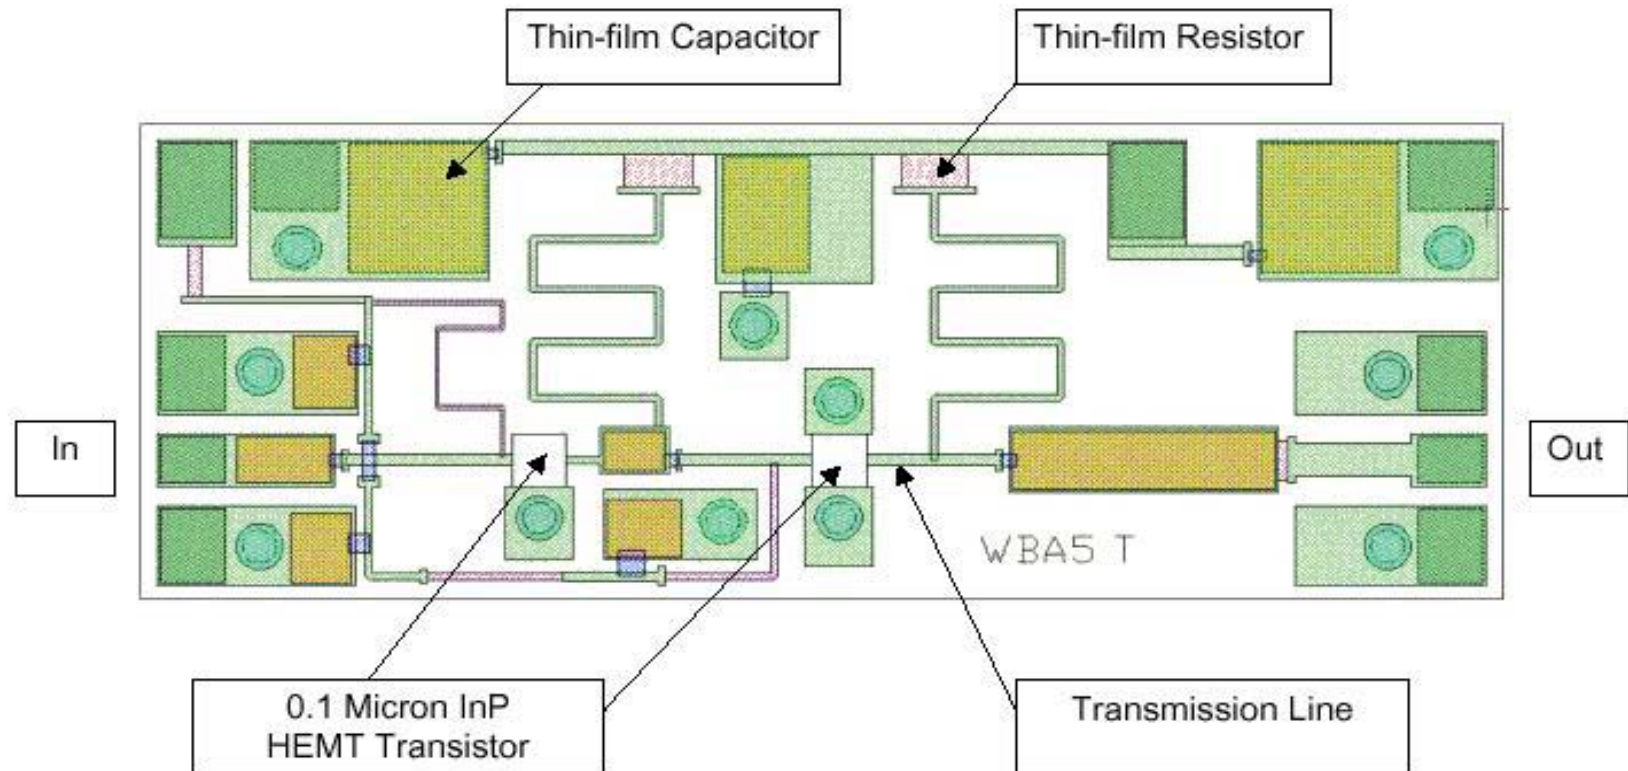 Thin-film Capacitor
Thin-film Resistor
In
Out
WBA5 T
0.1 Micron InP
HEMT Transistor
Transmission Line